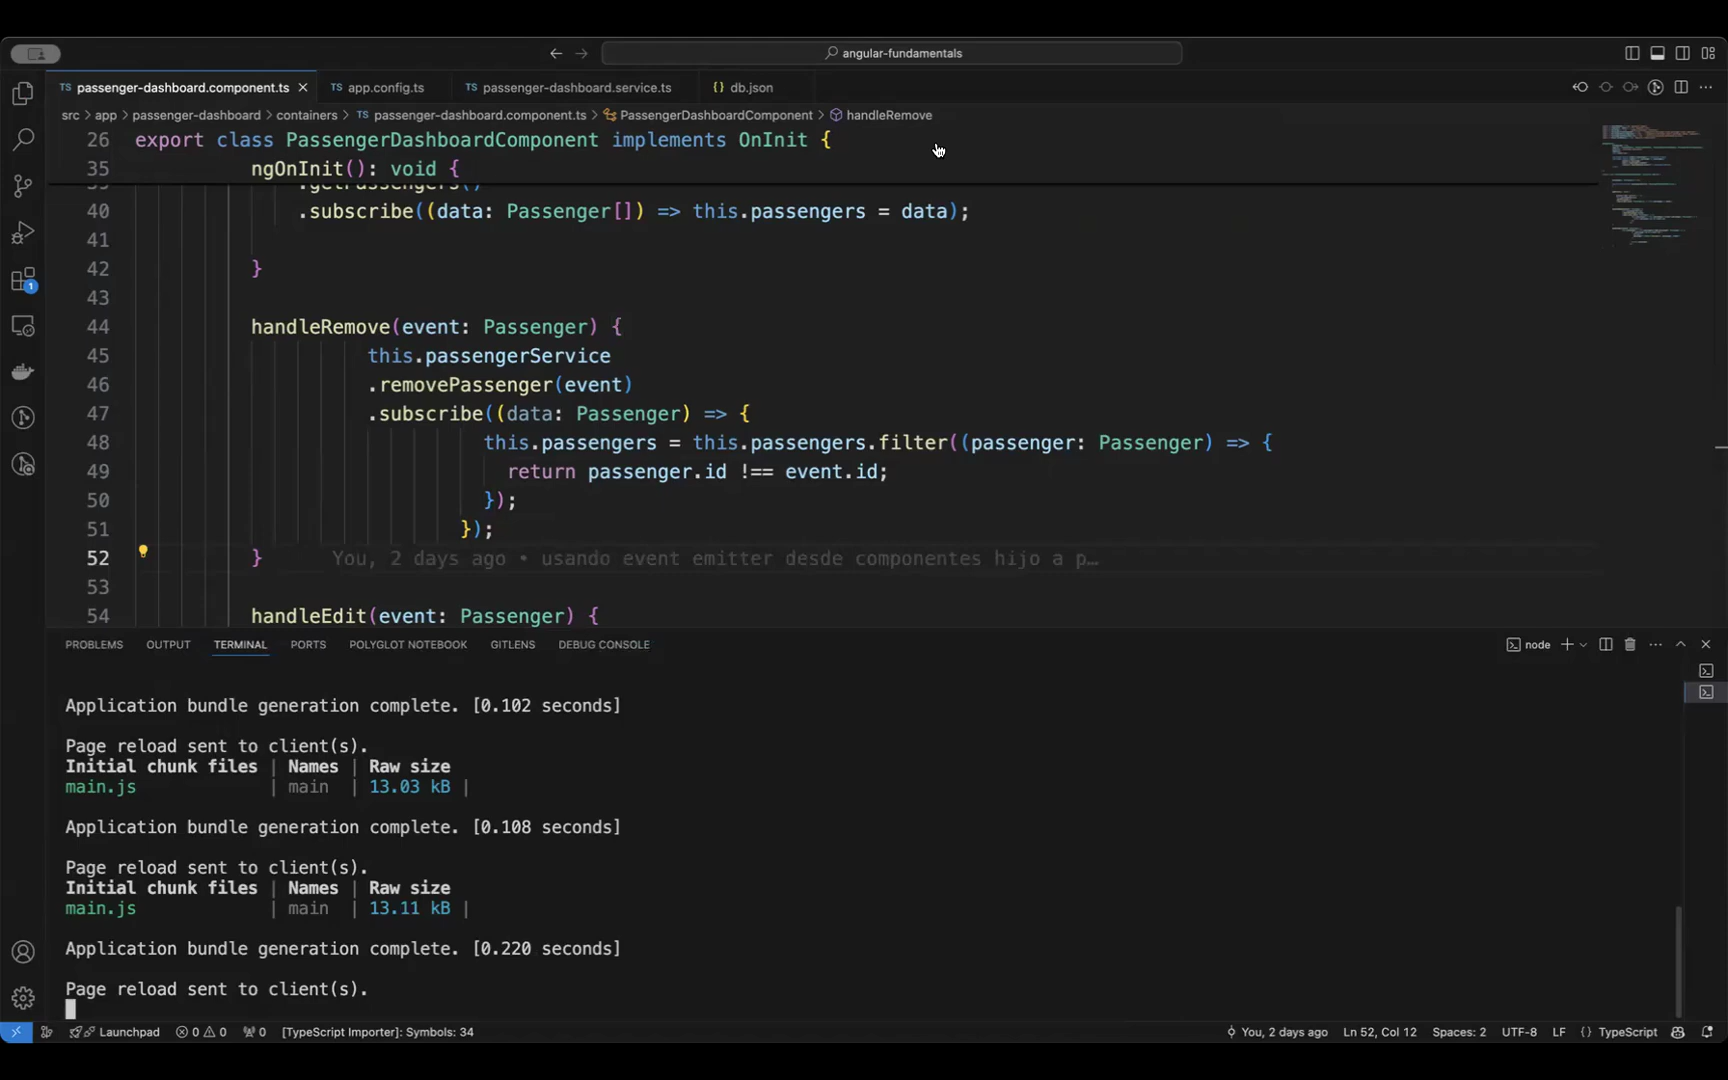 angular-fundamentals
TS passenger-dashboard.component.ts
TS app.config.ts
TS passenger-dashboard.service.ts
{} db.json
src > app > passenger-dashboard > containers > TS passenger-dashboard.component.ts > PassengerDashboardComponent > handleRemove
26 export class PassengerDashboardComponent implements OnInit {
35 ngOnInit(): void {
39 .getPassengers()
40 .subscribe((data: Passenger[]) => this.passengers = data);
41
42 }
43
44 handleRemove(event: Passenger) {
45 this.passengerService
46 .removePassenger(event)
47 .subscribe((data: Passenger) => {
48 this.passengers = this.passengers.filter((passenger: Passenger) => {
49 return passenger.id !== event.id;
50 });
51 });
52 } You, 2 days ago • usando event emitter desde componentes hijo a p…
53
54 handleEdit(event: Passenger) {
1
PROBLEMS OUTPUT TERMINAL PORTS POLYGLOT NOTEBOOK GITLENS DEBUG CONSOLE
node
Application bundle generation complete. [0.102 seconds]
Page reload sent to client(s).
Initial chunk files | Names | Raw size
main.js | main | 13.03 kB |
Application bundle generation complete. [0.108 seconds]
Page reload sent to client(s).
Initial chunk files | Names | Raw size
main.js | main | 13.11 kB |
Application bundle generation complete. [0.220 seconds]
Page reload sent to client(s).
Launchpad 0 0 0 [TypeScript Importer]: Symbols: 34
You, 2 days ago Ln 52, Col 12 Spaces: 2 UTF-8 LF {} TypeScript